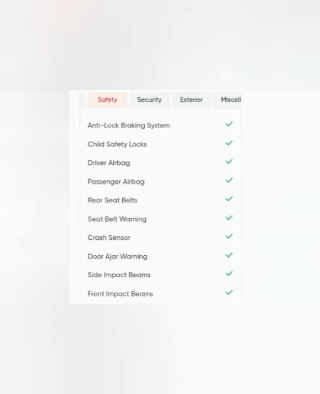 Safety Security Exterior Miscell
Anti-Lock Braking System
Child Safety Locks
Driver Airbag
Passenger Airbag
Rear Seat Belts
Seat Belt Warning
Crash Sensor
Door Ajar Warning
Side Impact Beams
Front Impact Beams